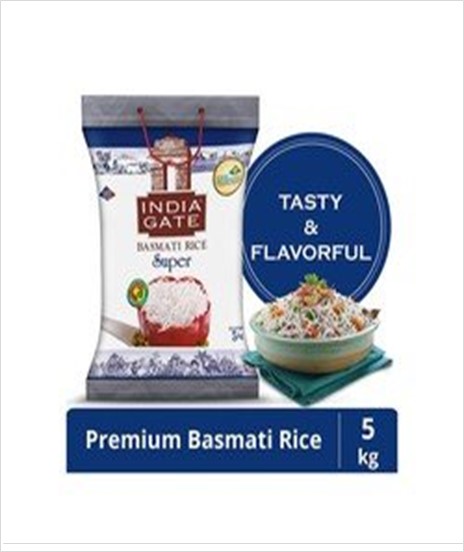 INDIA
GATE
BASMATI RICE
Super
TASTY
&
FLAVORFUL
Premium Basmati Rice
5
kg